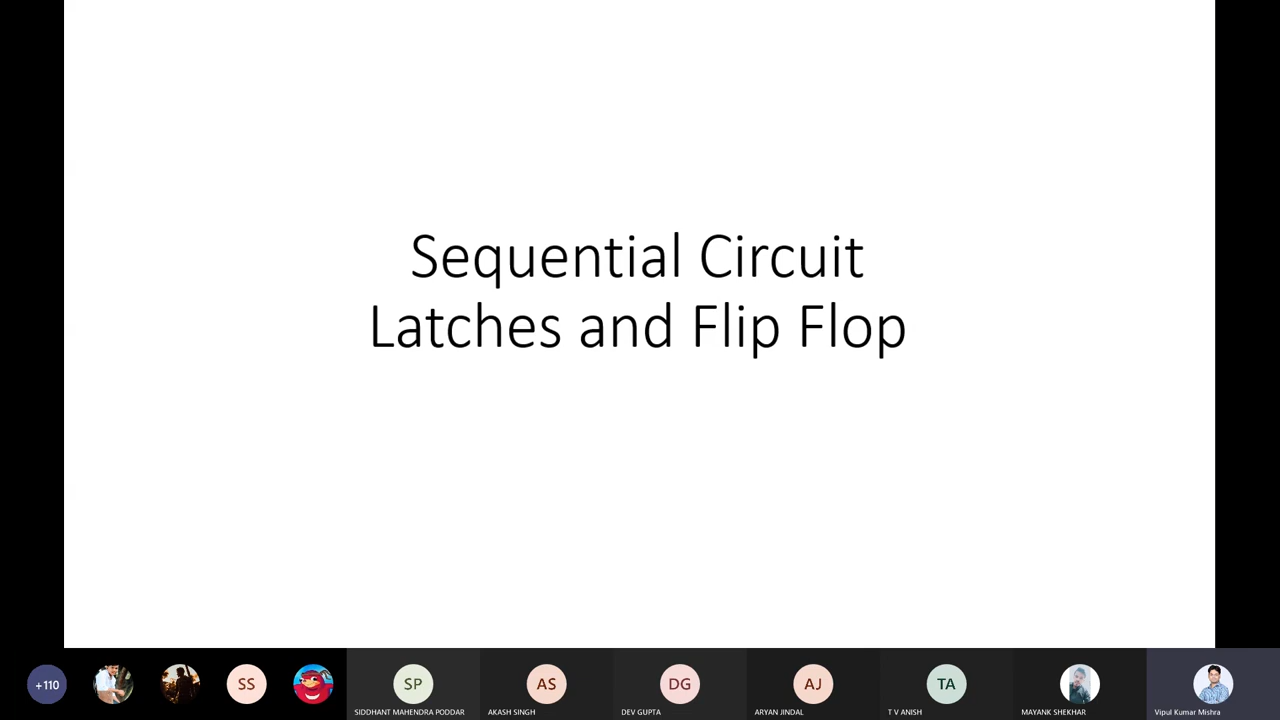 Sequential Circuit
Latches and Flip Flop
+110
SS
SP
AS
DG
AJ
TA
SIDDHANT MAHENDRA PODDAR
AKASH SINGH
DEV GUPTA
ARYAN JINDAL
T V ANISH
MAYANK SHEKHAR
Vipul Kumar Mishra